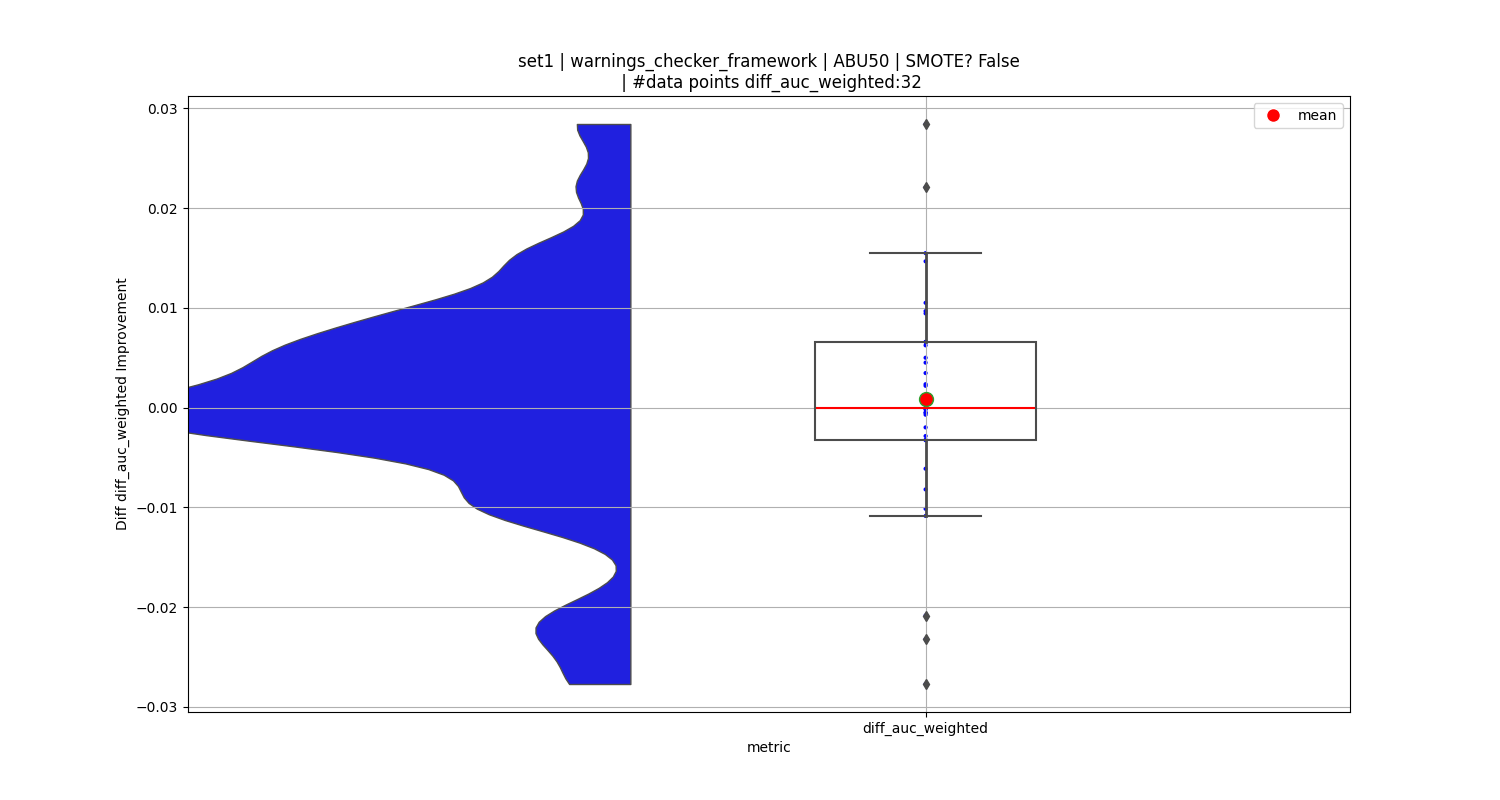 set1 | warnings_checker_framework | ABU50 | SMOTE? False
| #data points diff_auc_weighted:32
mean
0.03
0.02
0.01
0.00
−0.01
−0.02
−0.03
Diff diff_auc_weighted Improvement
diff_auc_weighted
metric